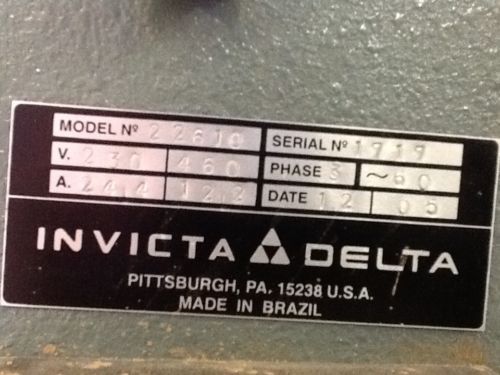 MODEL Nº 22610 SERIAL Nº 1717
V. 230 460 PHASE 3 ~60
A. 24.4 12.2 DATE 12 05
INVICTA DELTA
PITTSBURGH, PA. 15238 U.S.A.
MADE IN BRAZIL